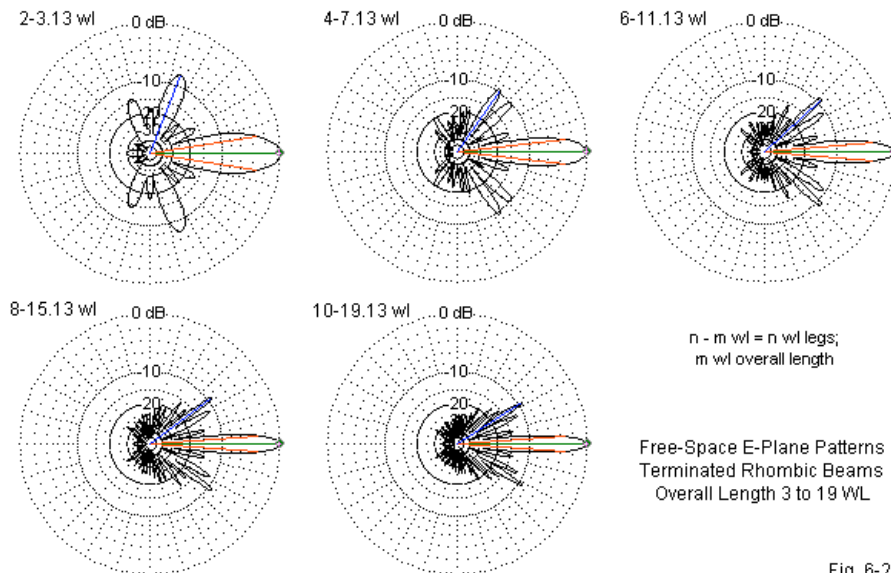 2-3.13 wl
0 dB
-10
20
4-7.13 wl
0 dB
-10
20
6-11.13 wl
0 dB
-10
20
8-15.13 wl
0 dB
-10
20
10-19.13 wl
0 dB
-10
20
n - m wl = n wl legs;
m wl overall length
Free-Space E-Plane Patterns
Terminated Rhombic Beams
Overall Length 3 to 19 WL
Fig. 6-2